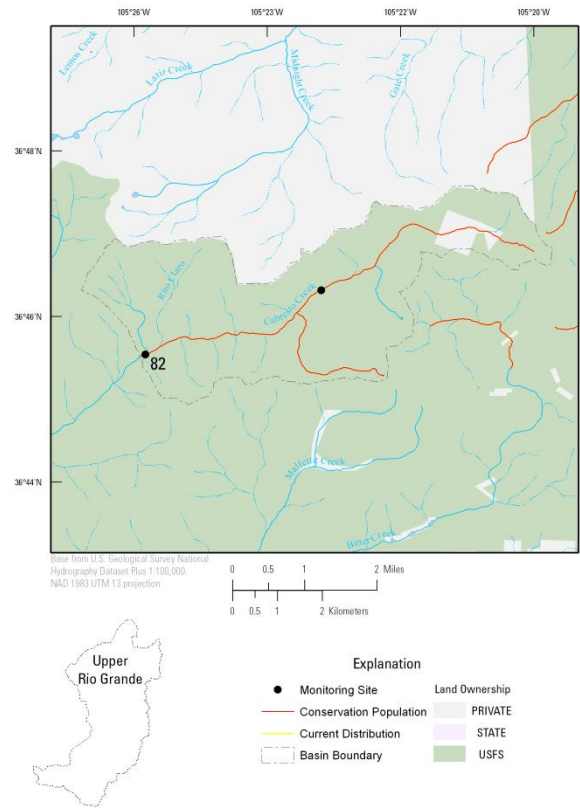 105°26'W
105°23'W
105°22'W
105°20'W
Lemos Creek
Latir Creek
Midnight Creek
Gate Creek
36°48'N
Rito Claro
Cabresto Creek
36°46'N
82
Mallette Creek
36°44'N
Bitter Creek
Base from U.S. Geological Survey National
Hydrography Dataset Plus 1:100,000.
NAD 1983 UTM 13 projection
0 0.5 1 2 Miles
0 0.5 1 2 Kilometers
Upper
Rio Grande
Explanation
Monitoring Site
Conservation Population
Current Distribution
Basin Boundary
Land Ownership
PRIVATE
STATE
USFS